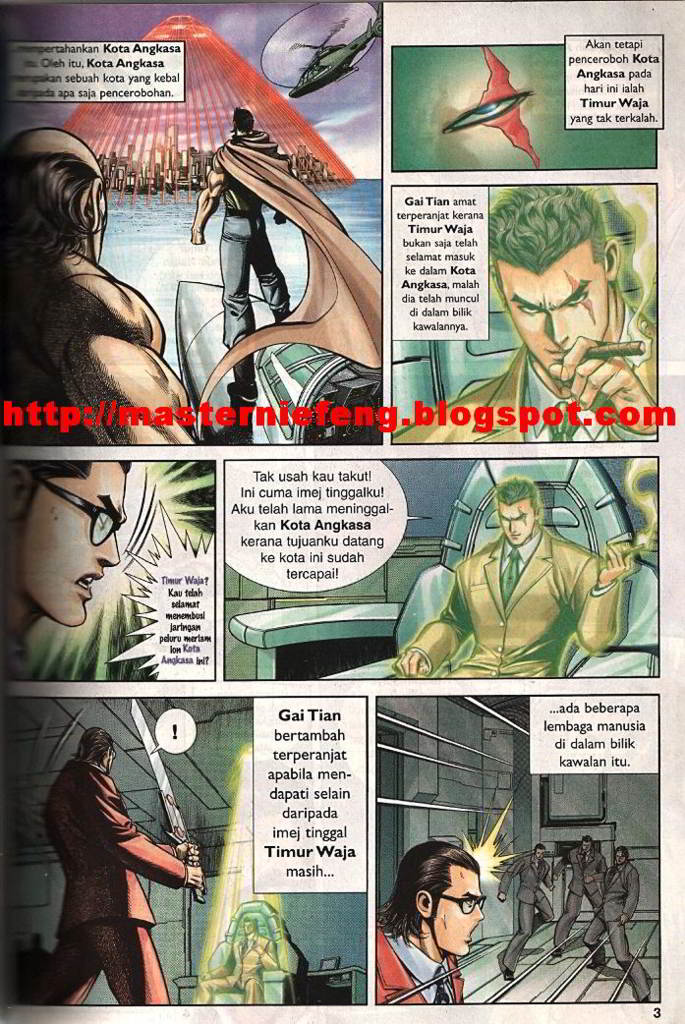 mpertahankan Kota Angkasa
itu. Oleh itu, Kota Angkasa
merupakan sebuah kota yang kebal
daripada apa saja pencerobohan.
Akan tetapi
penceroboh Kota
Angkasa pada
hari ini ialah
Timur Waja
yang tak terkalah.
Gai Tian amat
terperanjat kerana
Timur Waja
bukan saja telah
selamat masuk
ke dalam Kota
Angkasa, malah
dia telah muncul
di dalam bilik
kawalannya.
http://masterniefeng.blogspot.com
Timur Waja?
Kau telah
selamat
menembusi
jaringan
peluru meriam
ion Kota
Angkasa ini?
Tak usah kau takut!
Ini cuma imej tinggalku!
Aku telah lama meninggal-
kan Kota Angkasa
kerana tujuanku datang
ke kota ini sudah
tercapai!
!
Gai Tian
bertambah
terperanjat
apabila men-
dapati selain
daripada
imej tinggal
Timur Waja
masih...
...ada beberapa
lembaga manusia
di dalam bilik
kawalan itu.
3